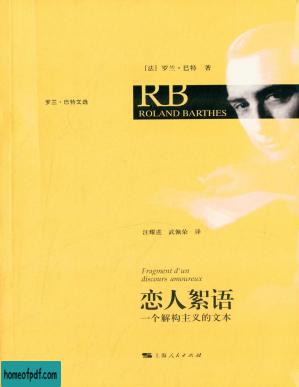 [法] 罗兰·巴特 著
罗兰·巴特文选
RB
ROLAND BARTHES
汪耀进 武佩荣 译
Fragment d'un
discours amoureux
恋人絮语
一个解构主义的文本
上海人民出版社
homeofpdf.com